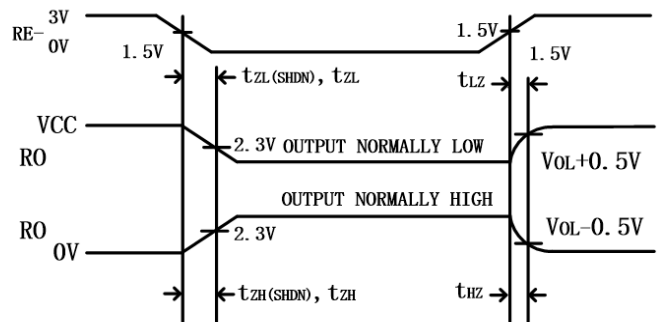 3V
RE-
0V
1.5V
1.5V
1.5V
tZL(SHDN), tZL
tLZ
VCC
2.3V OUTPUT NORMALLY LOW
RO
VOL+0.5V
OUTPUT NORMALLY HIGH
RO
2.3V
VOL-0.5V
0V
tZH(SHDN), tZH
tHZ